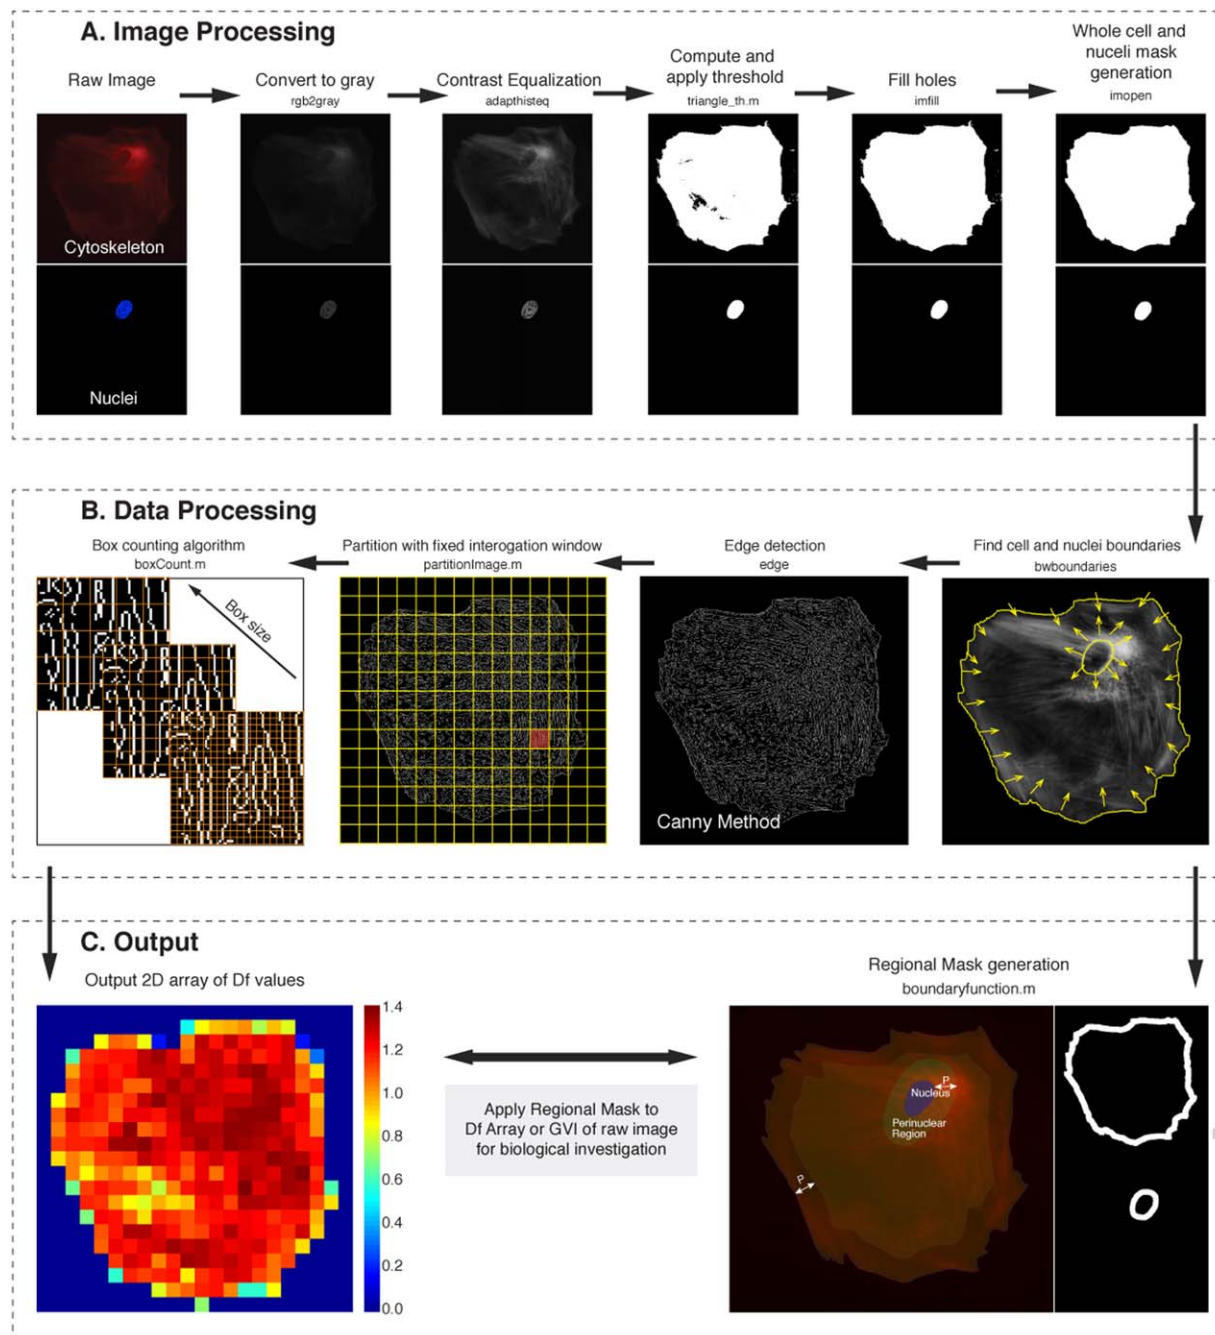 A. Image Processing
Raw Image
Convert to gray
rgb2gray
Contrast Equalization
adapthisteq
Compute and
apply threshold
triangle_th.m
Fill holes
imfill
Whole cell and
nuceli mask
generation
imopen
Cytoskeleton
Nuclei
B. Data Processing
Box counting algorithm
boxCount.m
Partition with fixed interogation window
partitionImage.m
Edge detection
edge
Find cell and nuclei boundaries
bwboundaries
Box size
Canny Method
C. Output
Output 2D array of Df values
1.4
1.2
1.0
0.8
0.6
0.4
0.2
0.0
Apply Regional Mask to
Df Array or GVI of raw image
for biological investigation
Regional Mask generation
boundaryfunction.m
P
Nucleus
Perinuclear
Region
P